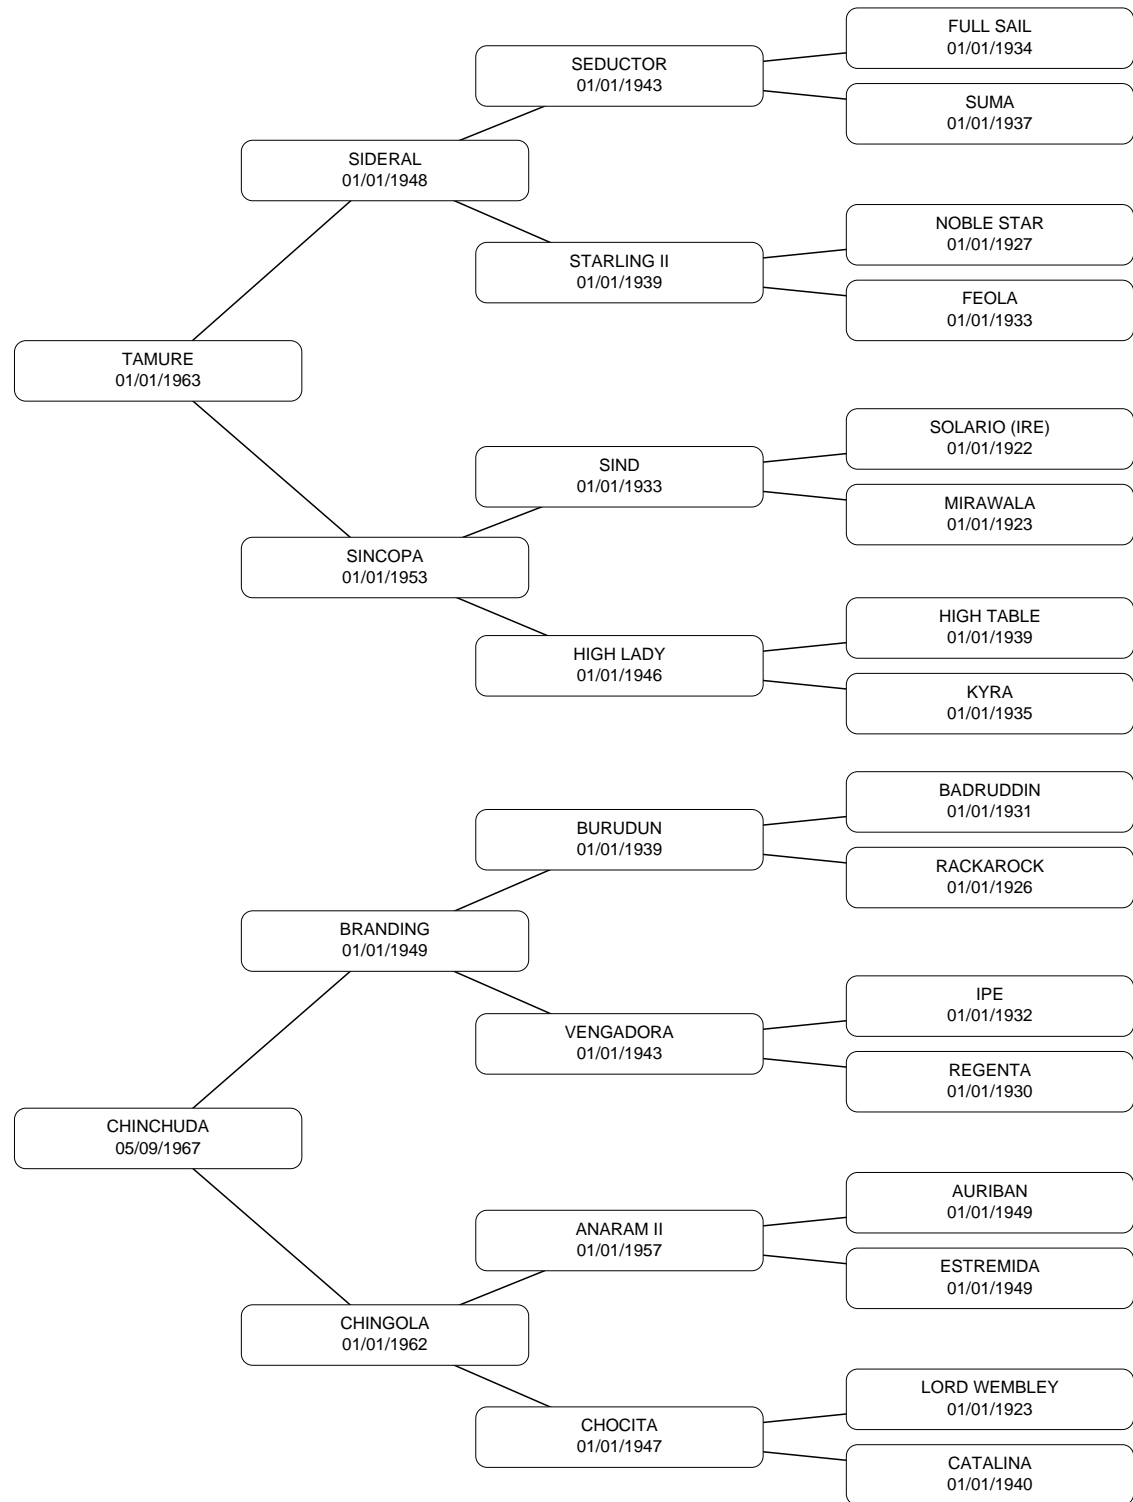 FULL SAIL
01/01/1934
SEDUCTOR
01/01/1943
SUMA
01/01/1937
SIDERAL
01/01/1948
NOBLE STAR
01/01/1927
STARLING II
01/01/1939
FEOLA
01/01/1933
TAMURE
01/01/1963
SOLARIO (IRE)
01/01/1922
SIND
01/01/1933
MIRAWALA
01/01/1923
SINCOPA
01/01/1953
HIGH TABLE
01/01/1939
HIGH LADY
01/01/1946
KYRA
01/01/1935
BADRUDDIN
01/01/1931
BURUDUN
01/01/1939
RACKAROCK
01/01/1926
BRANDING
01/01/1949
IPE
01/01/1932
VENGADORA
01/01/1943
REGENTA
01/01/1930
CHINCHUDA
05/09/1967
AURIBAN
01/01/1949
ANARAM II
01/01/1957
ESTREMIDA
01/01/1949
CHINGOLA
01/01/1962
LORD WEMBLEY
01/01/1923
CHOCITA
01/01/1947
CATALINA
01/01/1940